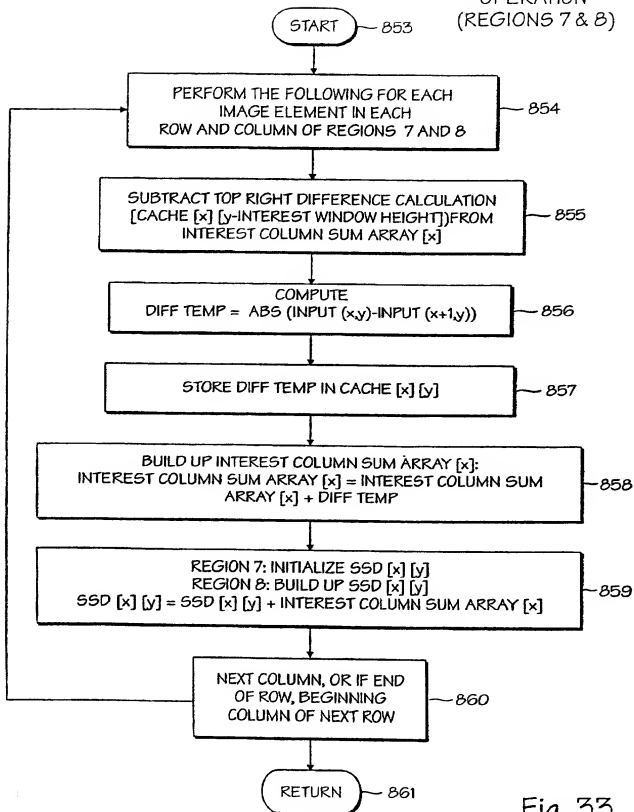 OPERATION
(REGIONS 7 & 8)
START
853
PERFORM THE FOLLOWING FOR EACH
IMAGE ELEMENT IN EACH
ROW AND COLUMN OF REGIONS 7 AND 8
854
SUBTRACT TOP RIGHT DIFFERENCE CALCULATION
[CACHE [x] [y-INTEREST WINDOW HEIGHT])FROM
INTEREST COLUMN SUM ARRAY [x]
855
COMPUTE
DIFF TEMP = ABS (INPUT (x,y)-INPUT (x+1,y))
856
STORE DIFF TEMP IN CACHE [x] [y]
857
BUILD UP INTEREST COLUMN SUM ARRAY [x]:
INTEREST COLUMN SUM ARRAY [x] = INTEREST COLUMN SUM
ARRAY [x] + DIFF TEMP
858
REGION 7: INITIALIZE SSD [x] [y]
REGION 8: BUILD UP SSD [x] [y]
SSD [x] [y] = SSD [x] [y] + INTEREST COLUMN SUM ARRAY [x]
859
NEXT COLUMN, OR IF END
OF ROW, BEGINNING
COLUMN OF NEXT ROW
860
RETURN
861
Fig. 33